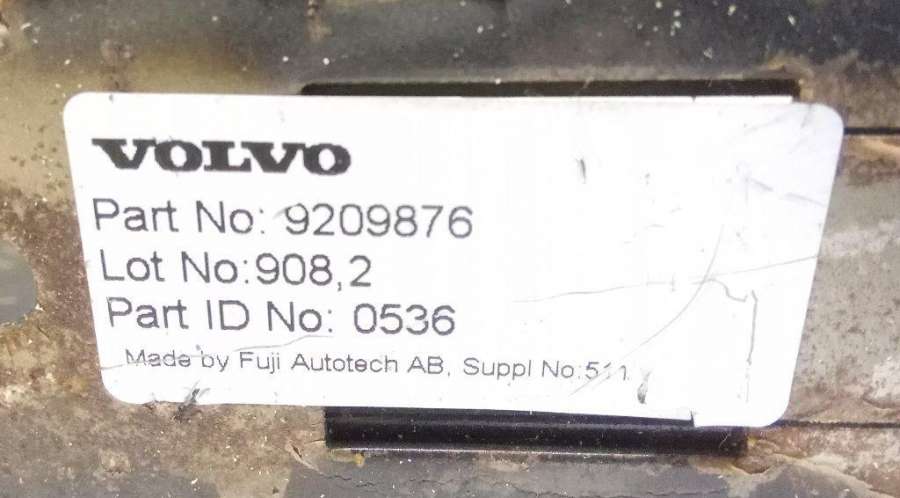 VOLVO
Part No: 9209876
Lot No:908,2
Part ID No: 0536
Made by Fuji Autotech AB, Suppl No:511